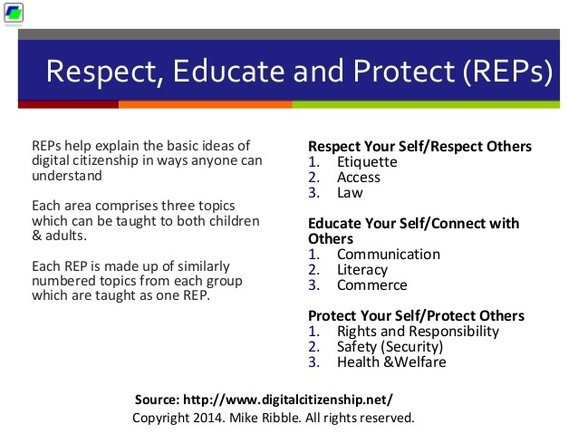 Respect, Educate and Protect (REPs)
REPs help explain the basic ideas of
digital citizenship in ways anyone can
understand
Each area comprises three topics
which can be taught to both children
& adults.
Each REP is made up of similarly
numbered topics from each group
which are taught as one REP.
Respect Your Self/Respect Others
1. Etiquette
2. Access
3. Law
Educate Your Self/Connect with
Others
1. Communication
2. Literacy
3. Commerce
Protect Your Self/Protect Others
1. Rights and Responsibility
2. Safety (Security)
3. Health &Welfare
Source: http://www.digitalcitizenship.net/
Copyright 2014. Mike Ribble. All rights reserved.